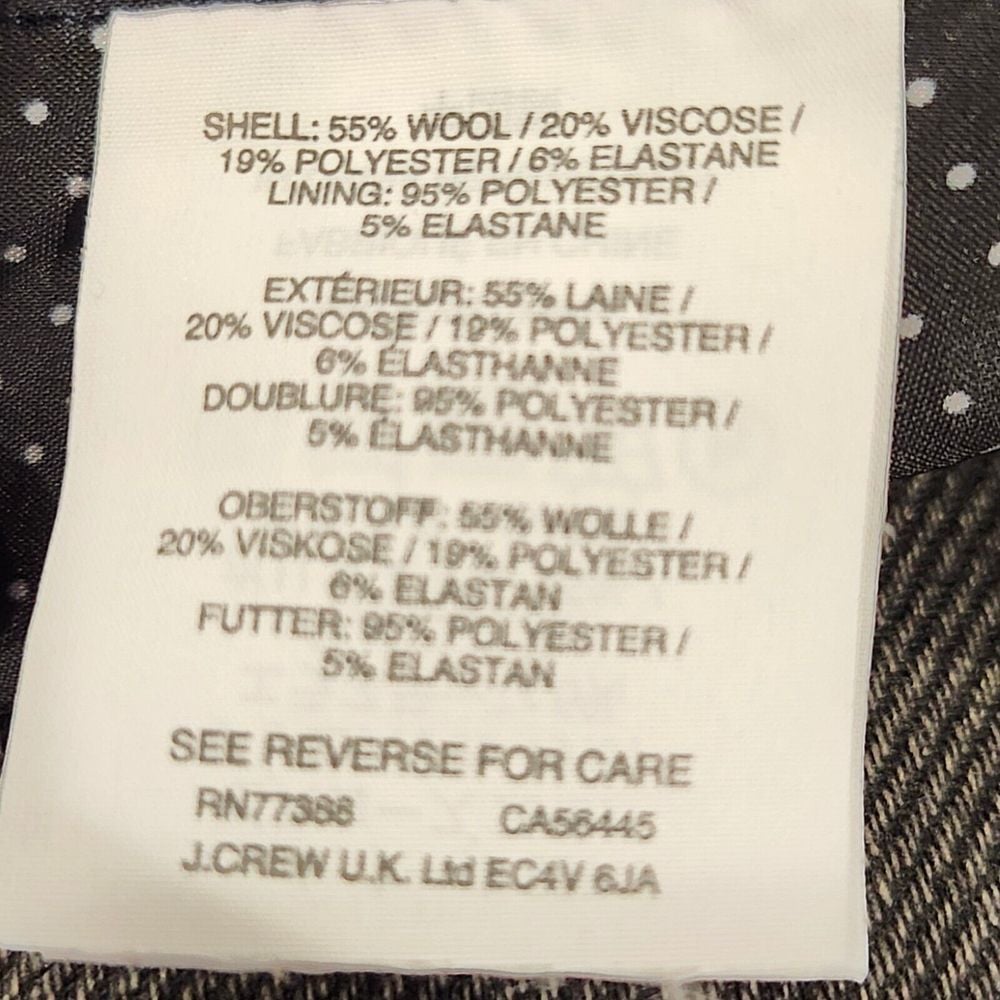 SHELL: 55% WOOL / 20% VISCOSE /
19% POLYESTER / 6% ELASTANE
LINING: 95% POLYESTER /
5% ELASTANE
EXTÉRIEUR: 55% LAINE /
20% VISCOSE / 19% POLYESTER /
6% ÉLASTHANNE
DOUBLURE: 95% POLYESTER /
5% ÉLASTHANNE
OBERSTOFF: 55% WOLLE /
20% VISKOSE / 19% POLYESTER /
6% ELASTAN
FUTTER: 95% POLYESTER /
5% ELASTAN
SEE REVERSE FOR CARE
RN77388 CA56445
J.CREW U.K. Ltd EC4V 6JA